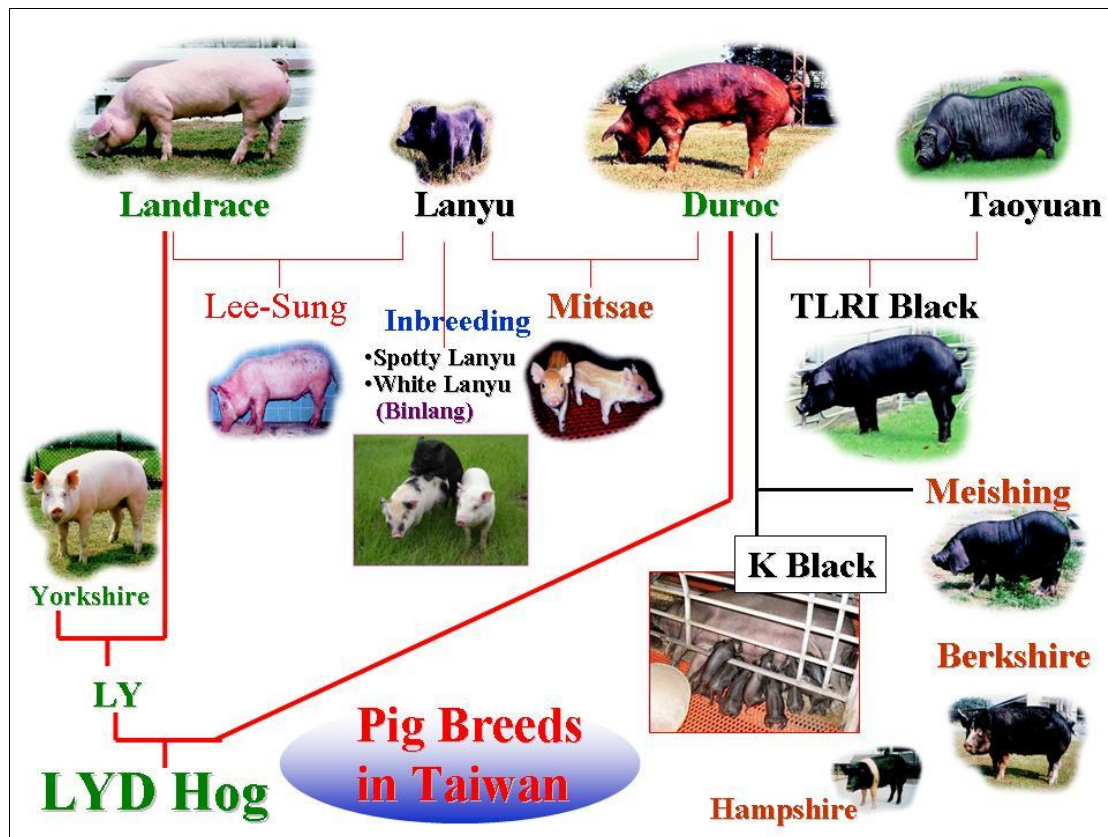 Landrace
Lanyu
Duroc
Taoyuan
Lee-Sung
Inbreeding
•Spotty Lanyu
•White Lanyu
(Binlang)
Mitsae
TLRI Black
Meishing
K Black
Yorkshire
Berkshire
LY
LYD Hog
Pig Breeds
in Taiwan
Hampshire